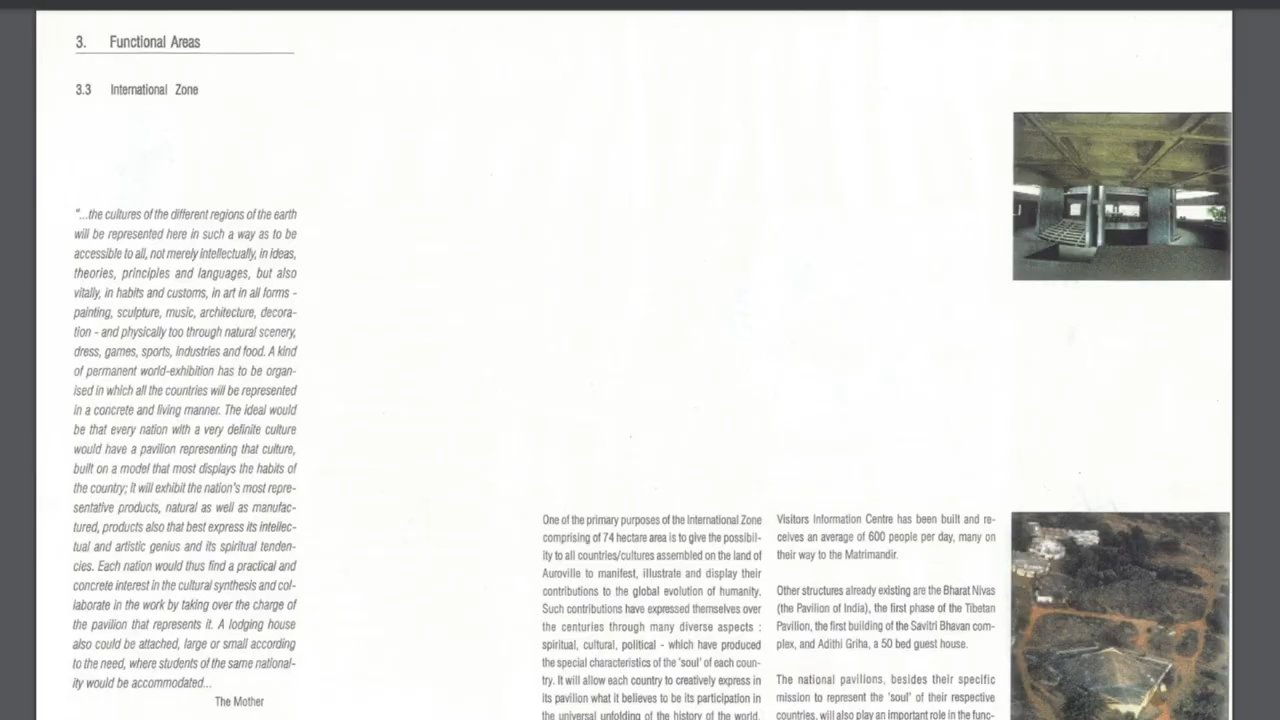 3. Functional Areas
3.3 International Zone
"...the cultures of the different regions of the earth
will be represented here in such a way as to be
accessible to all, not merely intellectually, in ideas,
theories, principles and languages, but also
vitally, in habits and customs, in art in all forms -
painting, sculpture, music, architecture, decora-
tion - and physically too through natural scenery,
dress, games, sports, industries and food. A kind
of permanent world-exhibition has to be organ-
ised in which all the countries will be represented
in a concrete and living manner. The ideal would
be that every nation with a very definite culture
would have a pavilion representing that culture,
built on a model that most displays the habits of
the country; it will exhibit the nation's most repre-
sentative products, natural as well as manufac-
tured, products also that best express its intellec-
tual and artistic genius and its spiritual tenden-
cies. Each nation would thus find a practical and
concrete interest in the cultural synthesis and col-
laborate in the work by taking over the charge of
the pavilion that represents it. A lodging house
also could be attached, large or small according
to the need, where students of the same national-
ity would be accommodated...
The Mother
One of the primary purposes of the International Zone
comprising of 74 hectare area is to give the possibil-
ity to all countries/cultures assembled on the land of
Auroville to manifest, illustrate and display their
contributions to the global evolution of humanity.
Such contributions have expressed themselves over
the centuries through many diverse aspects :
spiritual, cultural, political - which have produced
the special characteristics of the 'soul' of each coun-
try. It will allow each country to creatively express in
its pavilion what it believes to be its participation in
the universal unfolding of the history of the world.
Visitors Information Centre has been built and re-
ceives an average of 600 people per day, many on
their way to the Matrimandir.
Other structures already existing are the Bharat Nivas
(the Pavilion of India), the first phase of the Tibetan
Pavilion, the first building of the Savitri Bhavan com-
plex, and Adithi Griha, a 50 bed guest house.
The national pavilions, besides their specific
mission to represent the 'soul' of their respective
countries, will also play an important role in the func-